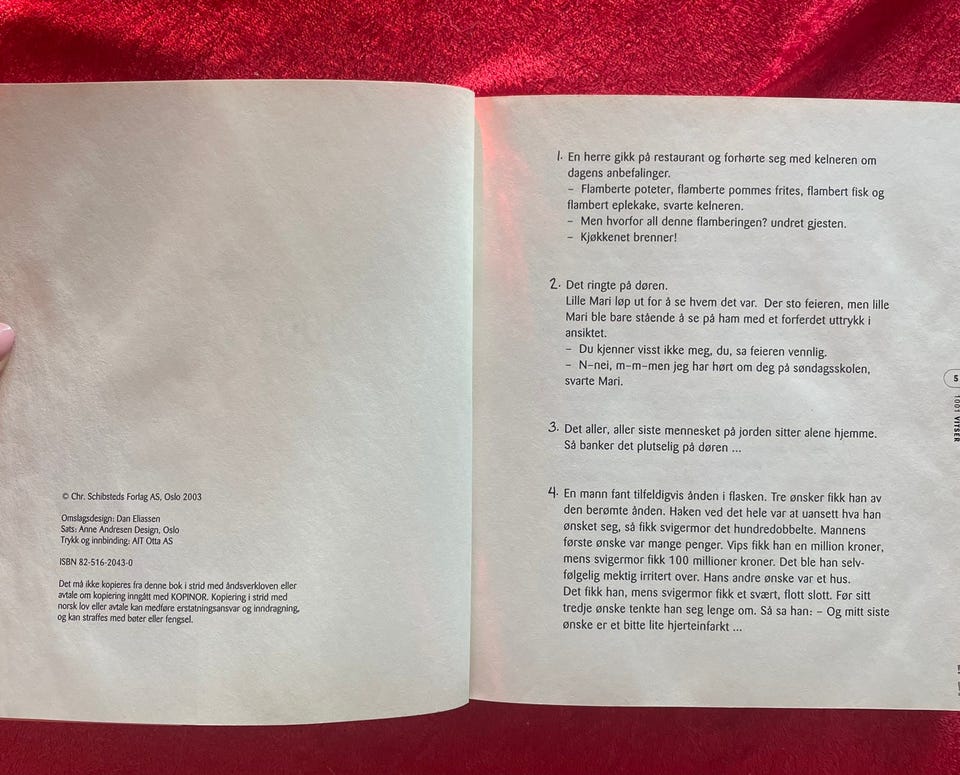 © Chr. Schibsteds Forlag AS, Oslo 2003
Omslagsdesign: Dan Eliassen
Sats: Anne Andresen Design, Oslo
Trykk og innbinding: AIT Otta AS
ISBN 82-516-2043-0
Det må ikke kopieres fra denne bok i strid med åndsverkloven eller
avtale om kopiering inngått med KOPINOR. Kopiering i strid med
norsk lov eller avtale kan medføre erstatningsansvar og inndragning,
og kan straffes med bøter eller fengsel.
1. En herre gikk på restaurant og forhørte seg med kelneren om
dagens anbefalinger.
– Flamberte poteter, flamberte pommes frites, flambert fisk og
flambert eplekake, svarte kelneren.
– Men hvorfor all denne flamberingen? undret gjesten.
– Kjøkkenet brenner!
2. Det ringte på døren.
Lille Mari løp ut for å se hvem det var. Der sto feieren, men lille
Mari ble bare stående å se på ham med et forferdet uttrykk i
ansiktet.
– Du kjenner visst ikke meg, du, sa feieren vennlig.
– N–nei, m–m–men jeg har hørt om deg på søndagsskolen,
svarte Mari.
3. Det aller, aller siste mennesket på jorden sitter alene hjemme.
Så banker det plutselig på døren ...
4. En mann fant tilfeldigvis ånden i flasken. Tre ønsker fikk han av
den berømte ånden. Haken ved det hele var at uansett hva han
ønsket seg, så fikk svigermor det hundredobbelte. Mannens
første ønske var mange penger. Vips fikk han en million kroner,
mens svigermor fikk 100 millioner kroner. Det ble han selv-
følgelig mektig irritert over. Hans andre ønske var et hus.
Det fikk han, mens svigermor fikk et svært, flott slott. Før sitt
tredje ønske tenkte han seg lenge om. Så sa han: – Og mitt siste
ønske er et bitte lite hjerteinfarkt ...
5
1001 VITSER